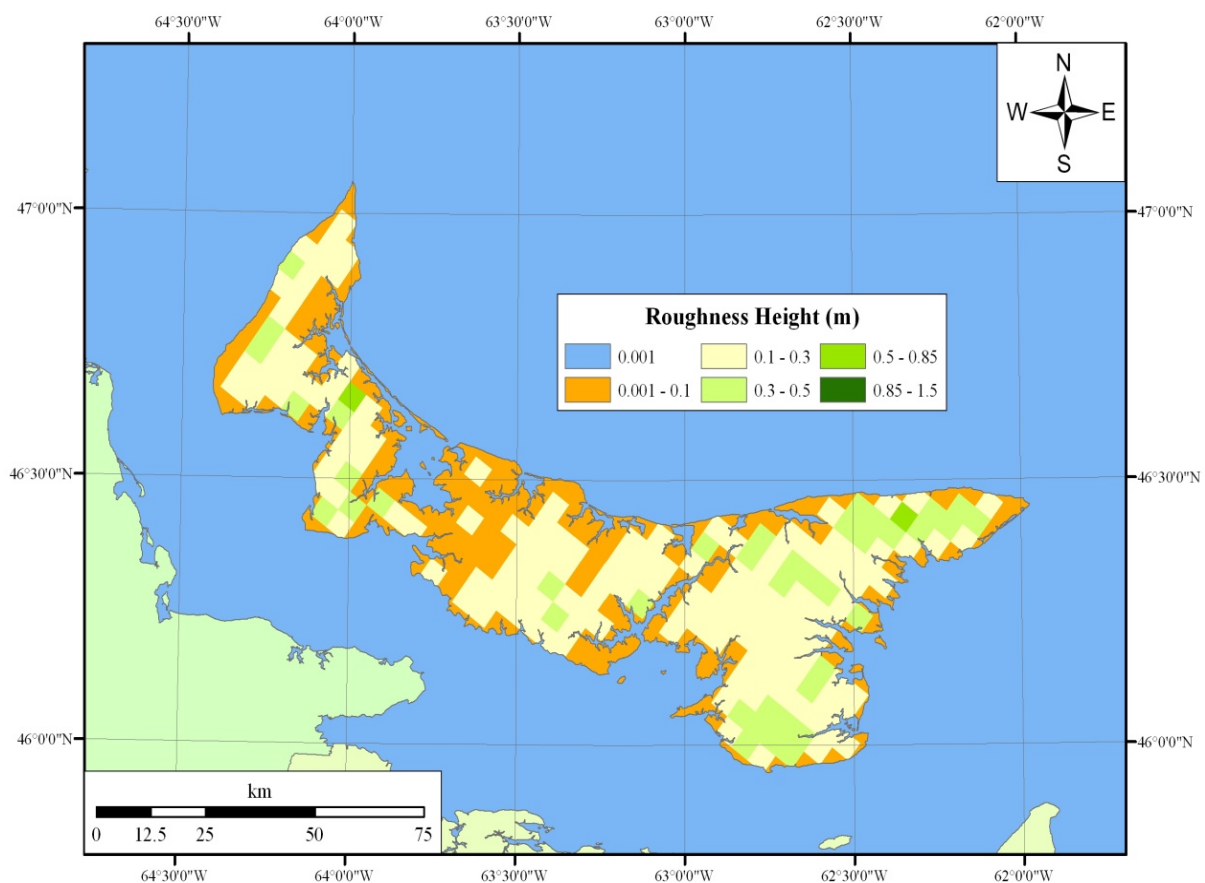 64°30'0"W 64°0'0"W 63°30'0"W 63°0'0"W 62°30'0"W 62°0'0"W
N
W E
S
47°0'0"N 47°0'0"N
Roughness Height (m)
0.001 0.1 - 0.3 0.5 - 0.85
0.001 - 0.1 0.3 - 0.5 0.85 - 1.5
46°30'0"N 46°30'0"N
46°0'0"N 46°0'0"N
km
0 12.5 25 50 75
64°30'0"W 64°0'0"W 63°30'0"W 63°0'0"W 62°30'0"W 62°0'0"W